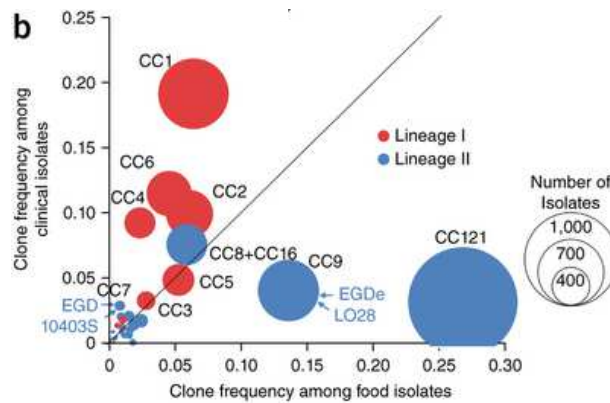 b
Clone frequency among
clinical isolates
0.25
0.20
0.15
0.10
0.05
0
0
0.05
0.10
0.15
0.20
0.25
0.30
Clone frequency among food isolates
CC1
CC6
CC2
CC4
CC8+CC16
CC9
CC121
CC5
CC7
CC3
EGD
10403S
EGDe
LO28
Lineage I
Lineage II
Number of
Isolates
1,000
700
400